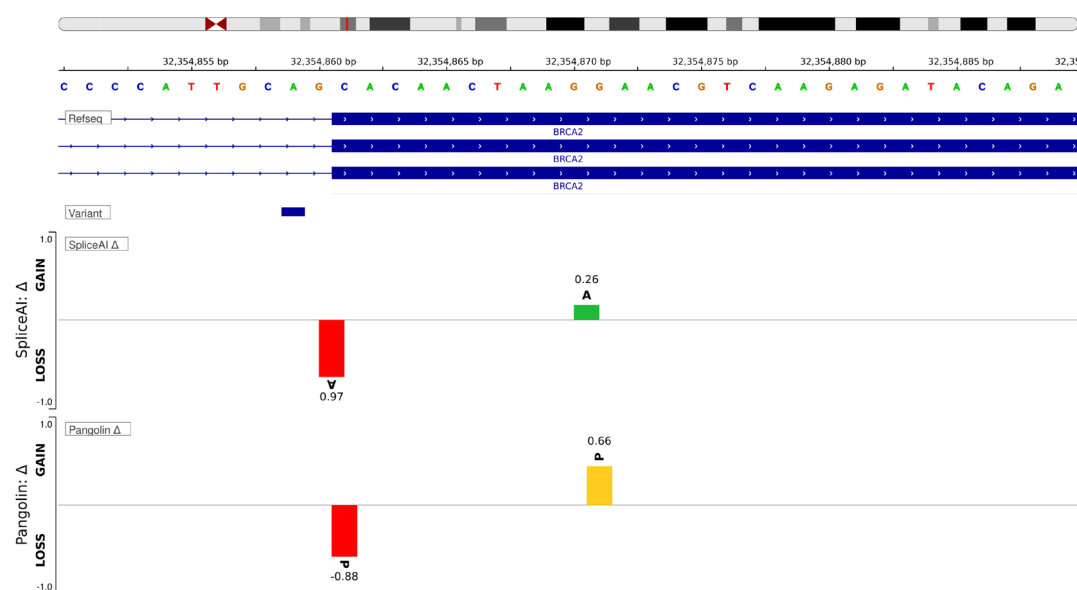 32,354,855 bp 32,354,860 bp 32,354,865 bp 32,354,870 bp 32,354,875 bp 32,354,880 bp 32,354,885 bp 32,35
C C C C A T T G C A G C A C A A C T A A G G A A C G T C A A G A G A T A C A G A
Refseq
BRCA2
BRCA2
BRCA2
Variant
SpliceAI: Δ
1.0
GAIN
LOSS
-1.0
SpliceAI Δ
0.26
A
A
0.97
Pangolin: Δ
1.0
GAIN
LOSS
-1.0
Pangolin Δ
0.66
P
P
-0.88